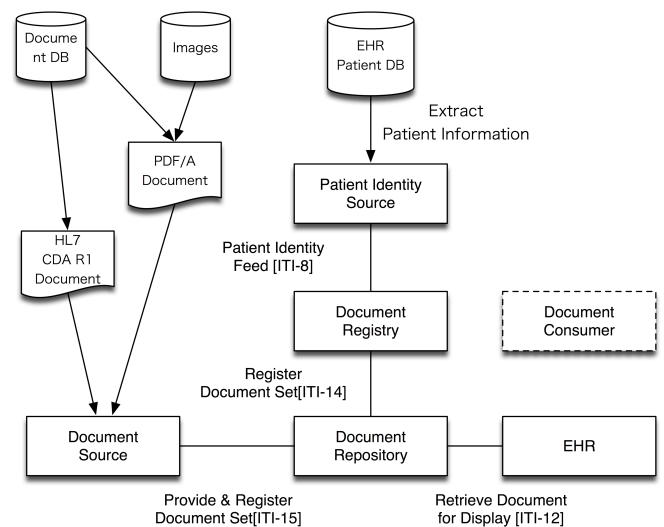 Docume
nt DB
Images
EHR
Patient DB
Extract
Patient Information
PDF/A
Document
Patient Identity
Source
HL7
CDA R1
Document
Patient Identity
Feed [ITI-8]
Document
Registry
Document
Consumer
Register
Document Set[ITI-14]
Document
Source
Document
Repository
EHR
Provide & Register
Document Set[ITI-15]
Retrieve Document
for Display [ITI-12]